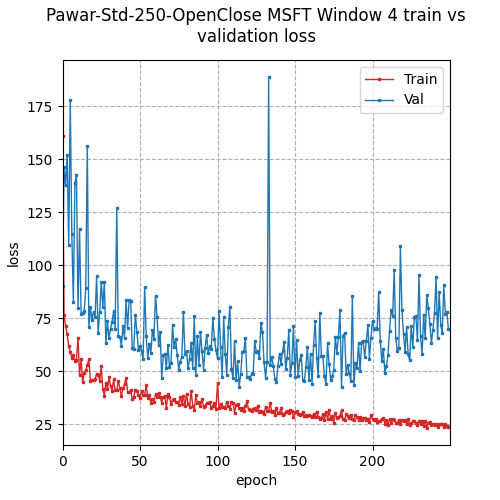 Pawar-Std-250-OpenClose MSFT Window 4 train vs
validation loss
Train
Val
175
150
125
100
75
50
25
loss
0
50
100
150
200
epoch